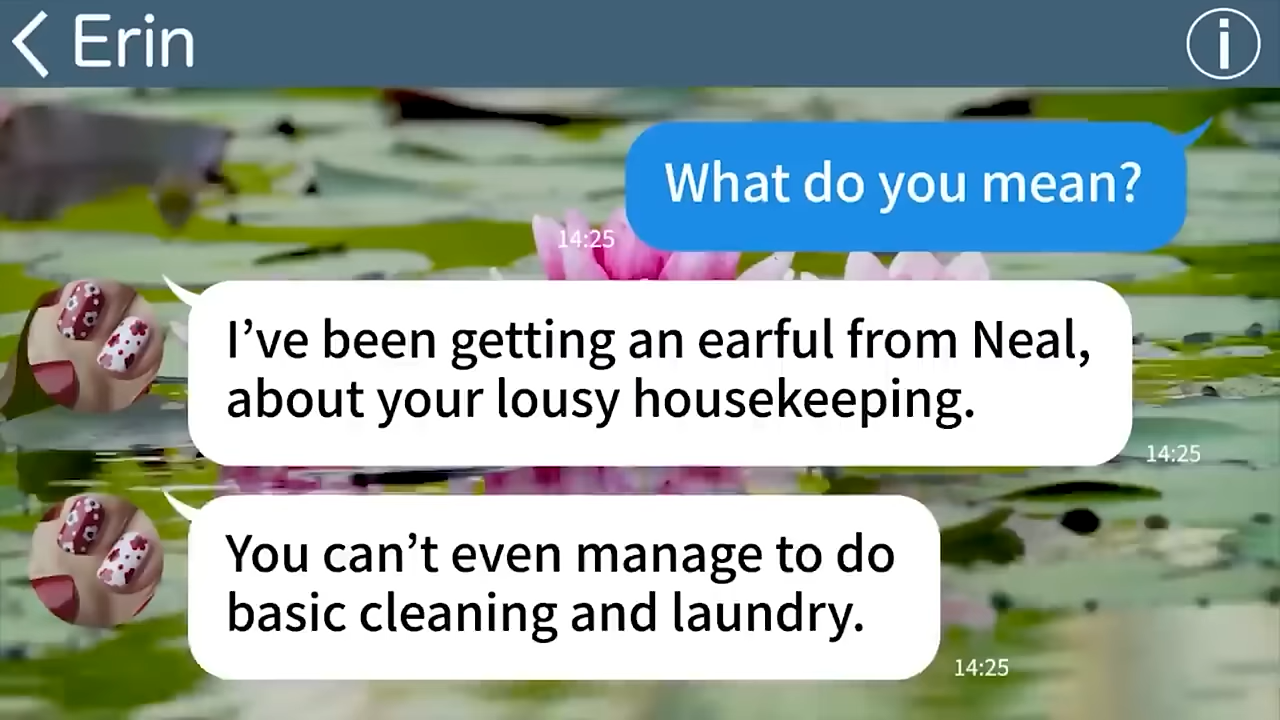 Erin
What do you mean?
14:25
I’ve been getting an earful from Neal,
about your lousy housekeeping.
14:25
You can’t even manage to do
basic cleaning and laundry.
14:25